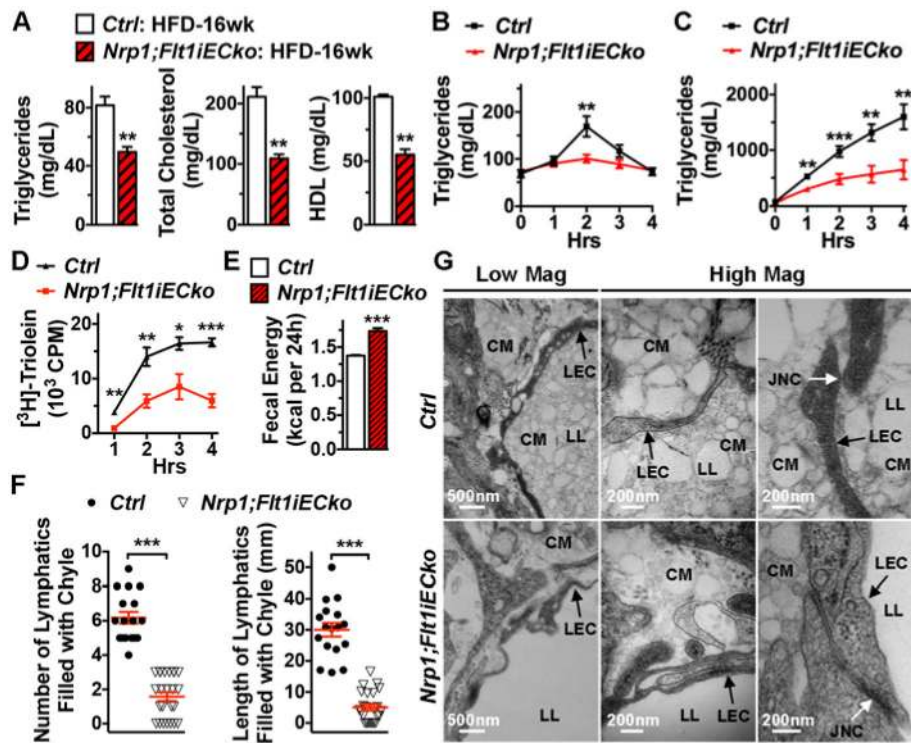 A
Ctrl: HFD-16wk
Nrp1;Flt1iECko: HFD-16wk
Triglycerides
(mg/dL)
80
40
0
**
Total Cholesterol
(mg/dL)
200
100
0
**
HDL (mg/dL)
100
50
0
**
B
Ctrl
Nrp1;Flt1iECko
Triglycerides
(mg/dL)
200
100
0
**
0 1 2 3 4
Hrs
C
Ctrl
Nrp1;Flt1iECko
Triglycerides
(mg/dL)
2000
1000
0
** *** ** **
0 1 2 3 4
Hrs
D
Ctrl
Nrp1;Flt1iECko
[³H]-Triolein
(10³ CPM)
20
10
0
** ** * ***
1 2 3 4
Hrs
E
Ctrl
Nrp1;Flt1iECko
Fecal Energy
(kcal per 24h)
1.5
1.0
0.5
0.0
***
F
Ctrl
Nrp1;Flt1iECko
Number of Lymphatics
Filled with Chyle
10
8
6
4
2
0
***
Length of Lymphatics
Filled with Chyle (mm)
50
40
30
20
10
0
***
G
Low Mag
High Mag
Ctrl
CM
LEC
CM
LL
500nm
CM
LEC
LL
200nm
JNC
LL
LEC
CM
CM
200nm
Nrp1;Flt1iECko
CM
LEC
LL
500nm
CM
LL
LEC
200nm
CM
LEC
LL
JNC
200nm